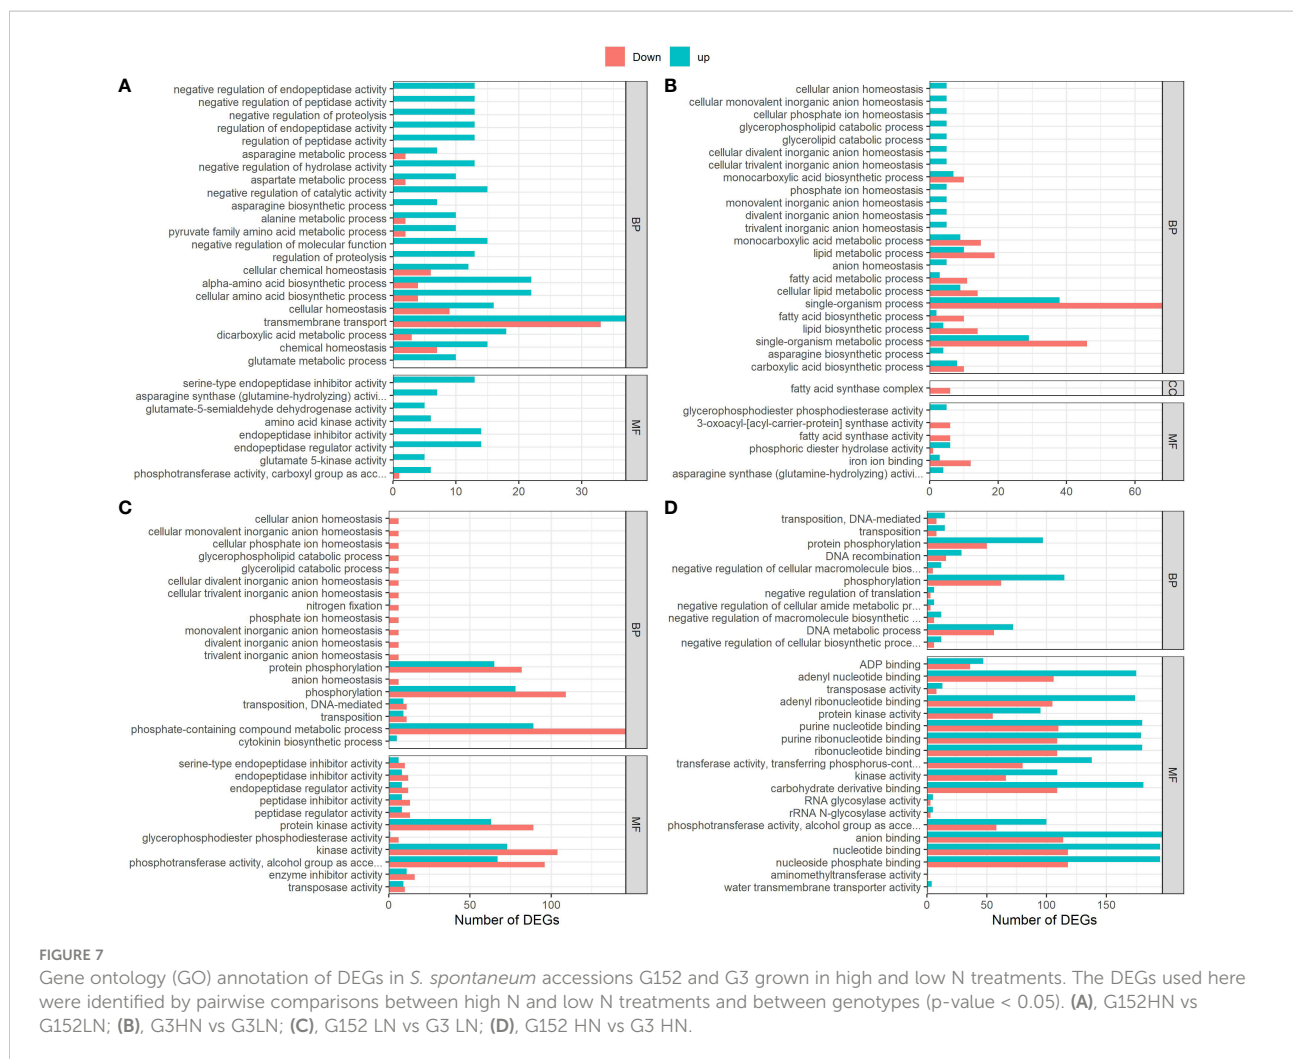 Down up
A
negative regulation of endopeptidase activity
negative regulation of peptidase activity
negative regulation of proteolysis
regulation of endopeptidase activity
regulation of peptidase activity
asparagine metabolic process
negative regulation of hydrolase activity
aspartate metabolic process
negative regulation of catalytic activity
asparagine biosynthetic process
alanine metabolic process
pyruvate family amino acid metabolic process
negative regulation of molecular function
regulation of proteolysis
cellular chemical homeostasis
alpha-amino acid biosynthetic process
cellular amino acid biosynthetic process
cellular homeostasis
transmembrane transport
dicarboxylic acid metabolic process
chemical homeostasis
glutamate metabolic process
BP
serine-type endopeptidase inhibitor activity
asparagine synthase (glutamine-hydrolyzing) activi...
glutamate-5-semialdehyde dehydrogenase activity
amino acid kinase activity
endopeptidase inhibitor activity
endopeptidase regulator activity
glutamate 5-kinase activity
phosphotransferase activity, carboxyl group as acc...
MF
0 10 20 30
B
cellular anion homeostasis
cellular monovalent inorganic anion homeostasis
cellular phosphate ion homeostasis
glycerophospholipid catabolic process
glycerolipid catabolic process
cellular divalent inorganic anion homeostasis
cellular trivalent inorganic anion homeostasis
monocarboxylic acid biosynthetic process
phosphate ion homeostasis
monovalent inorganic anion homeostasis
divalent inorganic anion homeostasis
trivalent inorganic anion homeostasis
monocarboxylic acid metabolic process
lipid metabolic process
anion homeostasis
fatty acid metabolic process
cellular lipid metabolic process
single-organism process
fatty acid biosynthetic process
lipid biosynthetic process
single-organism metabolic process
asparagine biosynthetic process
carboxylic acid biosynthetic process
BP
fatty acid synthase complex
CC
glycerophosphodiester phosphodiesterase activity
3-oxoacyl-[acyl-carrier-protein] synthase activity
fatty acid synthase activity
phosphoric diester hydrolase activity
iron ion binding
asparagine synthase (glutamine-hydrolyzing) activi...
MF
0 20 40 60
C
cellular anion homeostasis
cellular monovalent inorganic anion homeostasis
cellular phosphate ion homeostasis
glycerophospholipid catabolic process
glycerolipid catabolic process
cellular divalent inorganic anion homeostasis
cellular trivalent inorganic anion homeostasis
nitrogen fixation
phosphate ion homeostasis
monovalent inorganic anion homeostasis
divalent inorganic anion homeostasis
trivalent inorganic anion homeostasis
protein phosphorylation
anion homeostasis
phosphorylation
transposition, DNA-mediated
transposition
phosphate-containing compound metabolic process
cytokinin biosynthetic process
BP
serine-type endopeptidase inhibitor activity
endopeptidase inhibitor activity
endopeptidase regulator activity
peptidase inhibitor activity
peptidase regulator activity
protein kinase activity
glycerophosphodiester phosphodiesterase activity
kinase activity
phosphotransferase activity, alcohol group as acce...
enzyme inhibitor activity
transposase activity
MF
0 50 100
Number of DEGs
D
transposition, DNA-mediated
transposition
protein phosphorylation
DNA recombination
negative regulation of cellular macromolecule bios...
phosphorylation
negative regulation of translation
negative regulation of cellular amide metabolic pr...
negative regulation of macromolecule biosynthetic ...
DNA metabolic process
negative regulation of cellular biosynthetic proce...
BP
ADP binding
adenyl nucleotide binding
transposase activity
adenyl ribonucleotide binding
protein kinase activity
purine nucleotide binding
purine ribonucleotide binding
ribonucleotide binding
transferase activity, transferring phosphorus-cont...
kinase activity
carbohydrate derivative binding
RNA glycosylase activity
rRNA N-glycosylase activity
phosphotransferase activity, alcohol group as acce...
anion binding
nucleotide binding
nucleoside phosphate binding
aminomethyltransferase activity
water transmembrane transporter activity
MF
0 50 100 150
Number of DEGs
FIGURE 7
Gene ontology (GO) annotation of DEGs in S. spontaneum accessions G152 and G3 grown in high and low N treatments. The DEGs used here
were identified by pairwise comparisons between high N and low N treatments and between genotypes (p-value < 0.05). (A), G152HN vs
G152LN; (B), G3HN vs G3LN; (C), G152 LN vs G3 LN; (D), G152 HN vs G3 HN.